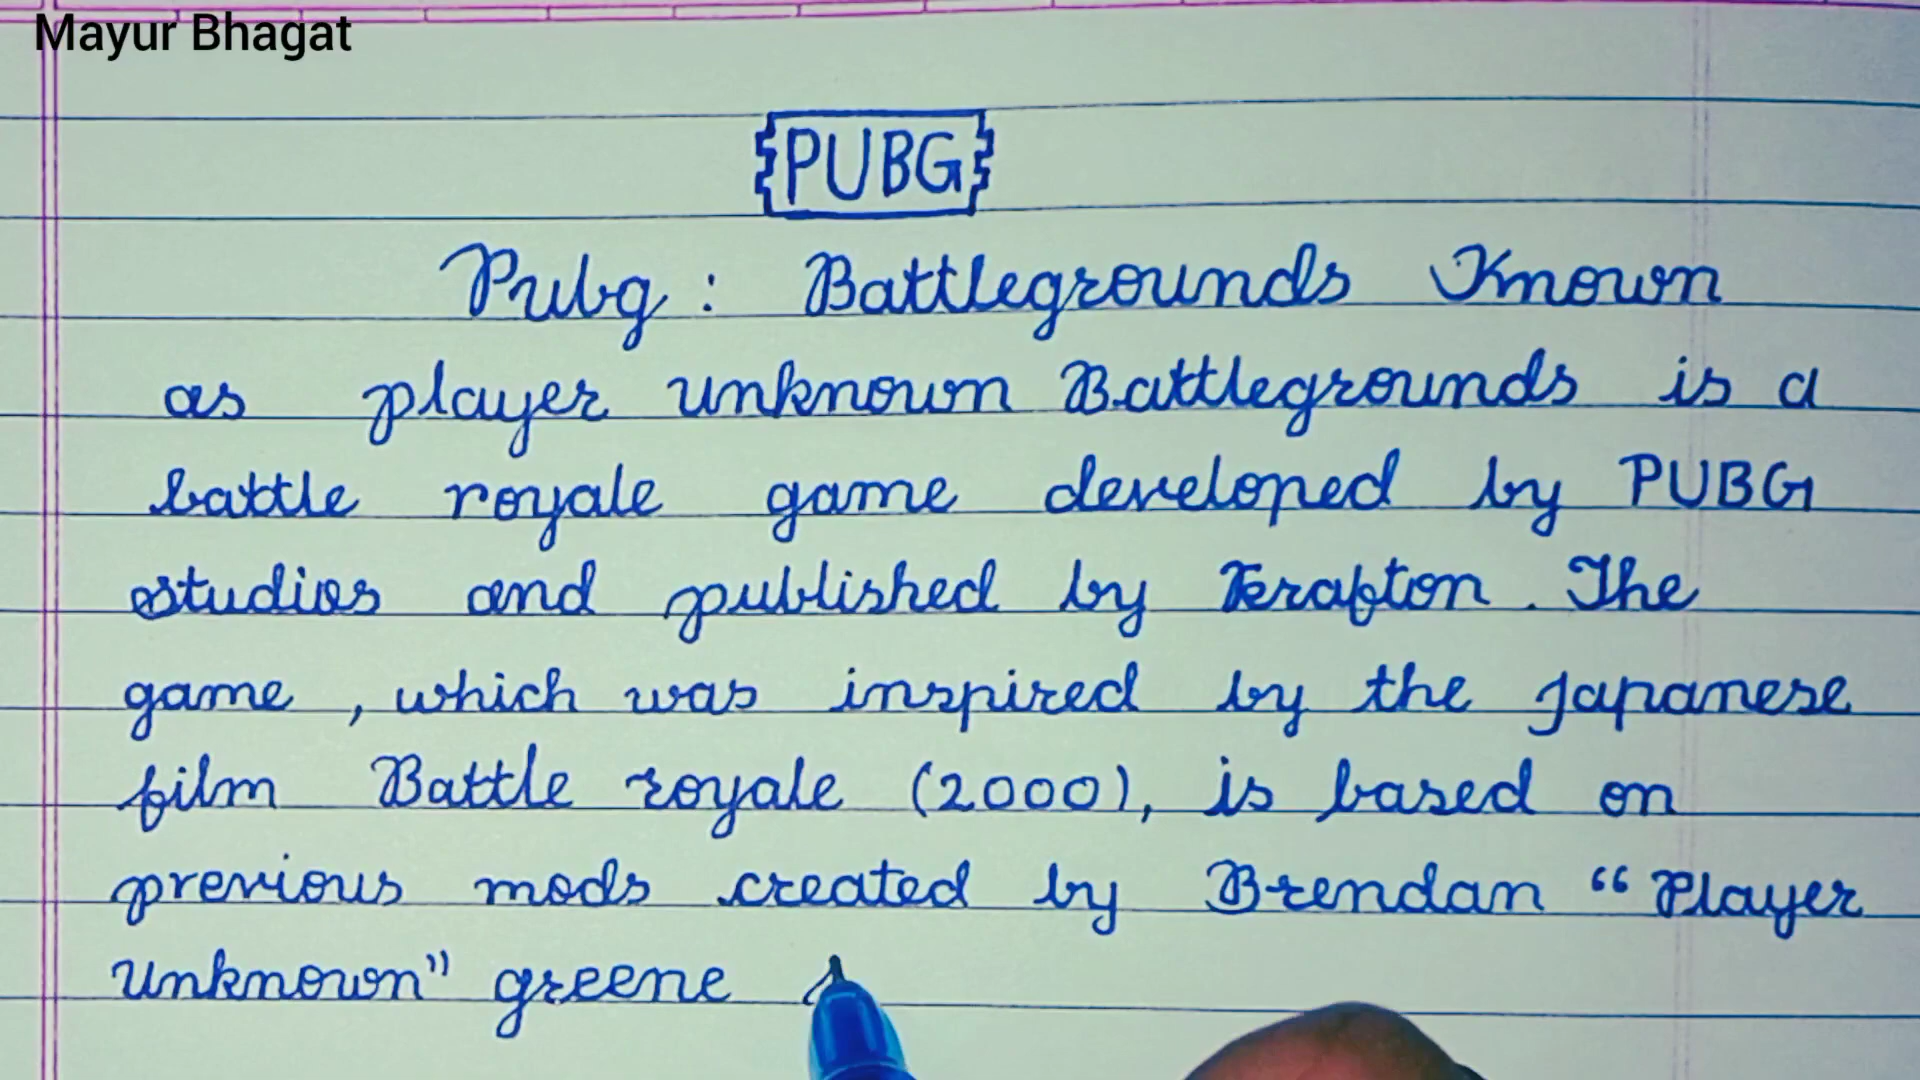 Mayur Bhagat
PUBG
Pubg : Battlegrounds Known
as player unknown Battlegrounds is a
battle royale game developed by PUBG
studios and published by Krafton. The
game, which was inspired by the Japanese
film Battle royale (2000), is based on
previous mods created by Brendan “Player
Unknown” greene